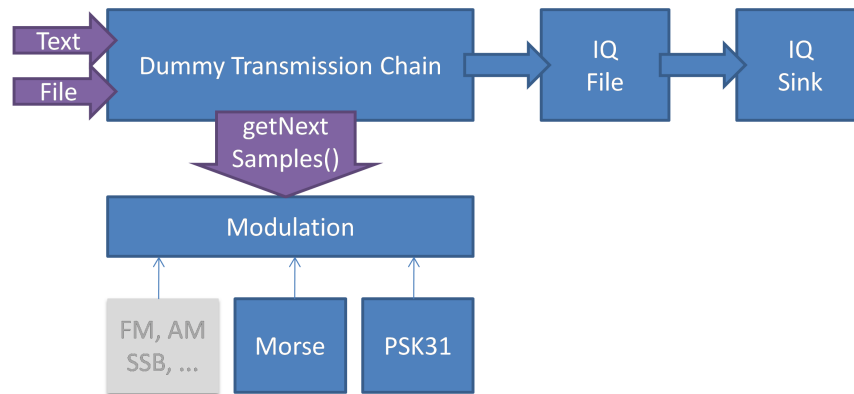 Text
File
Dummy Transmission Chain
IQ
File
IQ
Sink
getNext
Samples()
Modulation
FM, AM
SSB, ...
Morse
PSK31